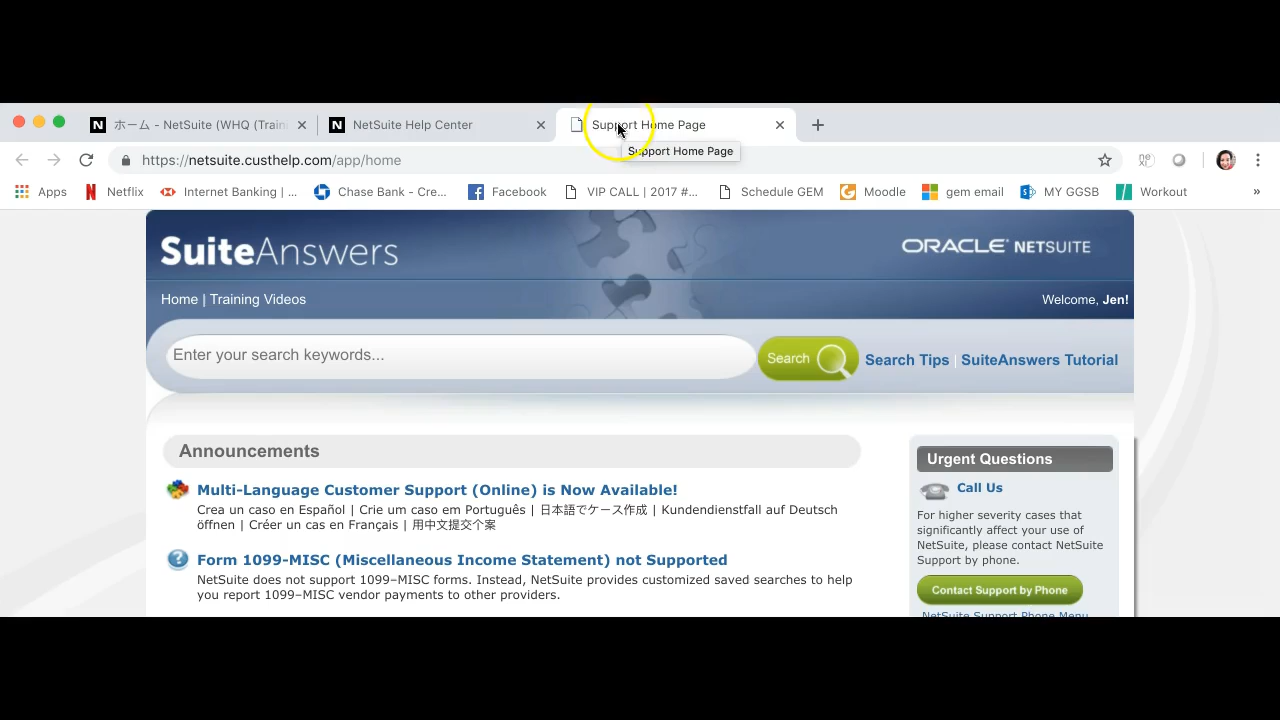 ホーム - NetSuite (WHQ (Train
NetSuite Help Center
Support Home Page
Support Home Page
https://netsuite.custhelp.com/app/home
Apps
Netflix
Internet Banking | ...
Chase Bank - Cre...
Facebook
VIP CALL | 2017 #...
Schedule GEM
Moodle
gem email
MY GGSB
Workout
»
SuiteAnswers
ORACLE NETSUITE
Home | Training Videos
Welcome, Jen!
Enter your search keywords...
Search
Search Tips | SuiteAnswers Tutorial
Announcements
Multi-Language Customer Support (Online) is Now Available!
Crea un caso en Español | Crie um caso em Português | 日本語でケース作成 | Kundendienstfall auf Deutsch
öffnen | Créer un cas en Français | 用中文提交个案
Form 1099-MISC (Miscellaneous Income Statement) not Supported
NetSuite does not support 1099–MISC forms. Instead, NetSuite provides customized saved searches to help
you report 1099–MISC vendor payments to other providers.
Urgent Questions
Call Us
For higher severity cases that
significantly affect your use of
NetSuite, please contact NetSuite
Support by phone.
Contact Support by Phone
NetSuite Support Phone Menu